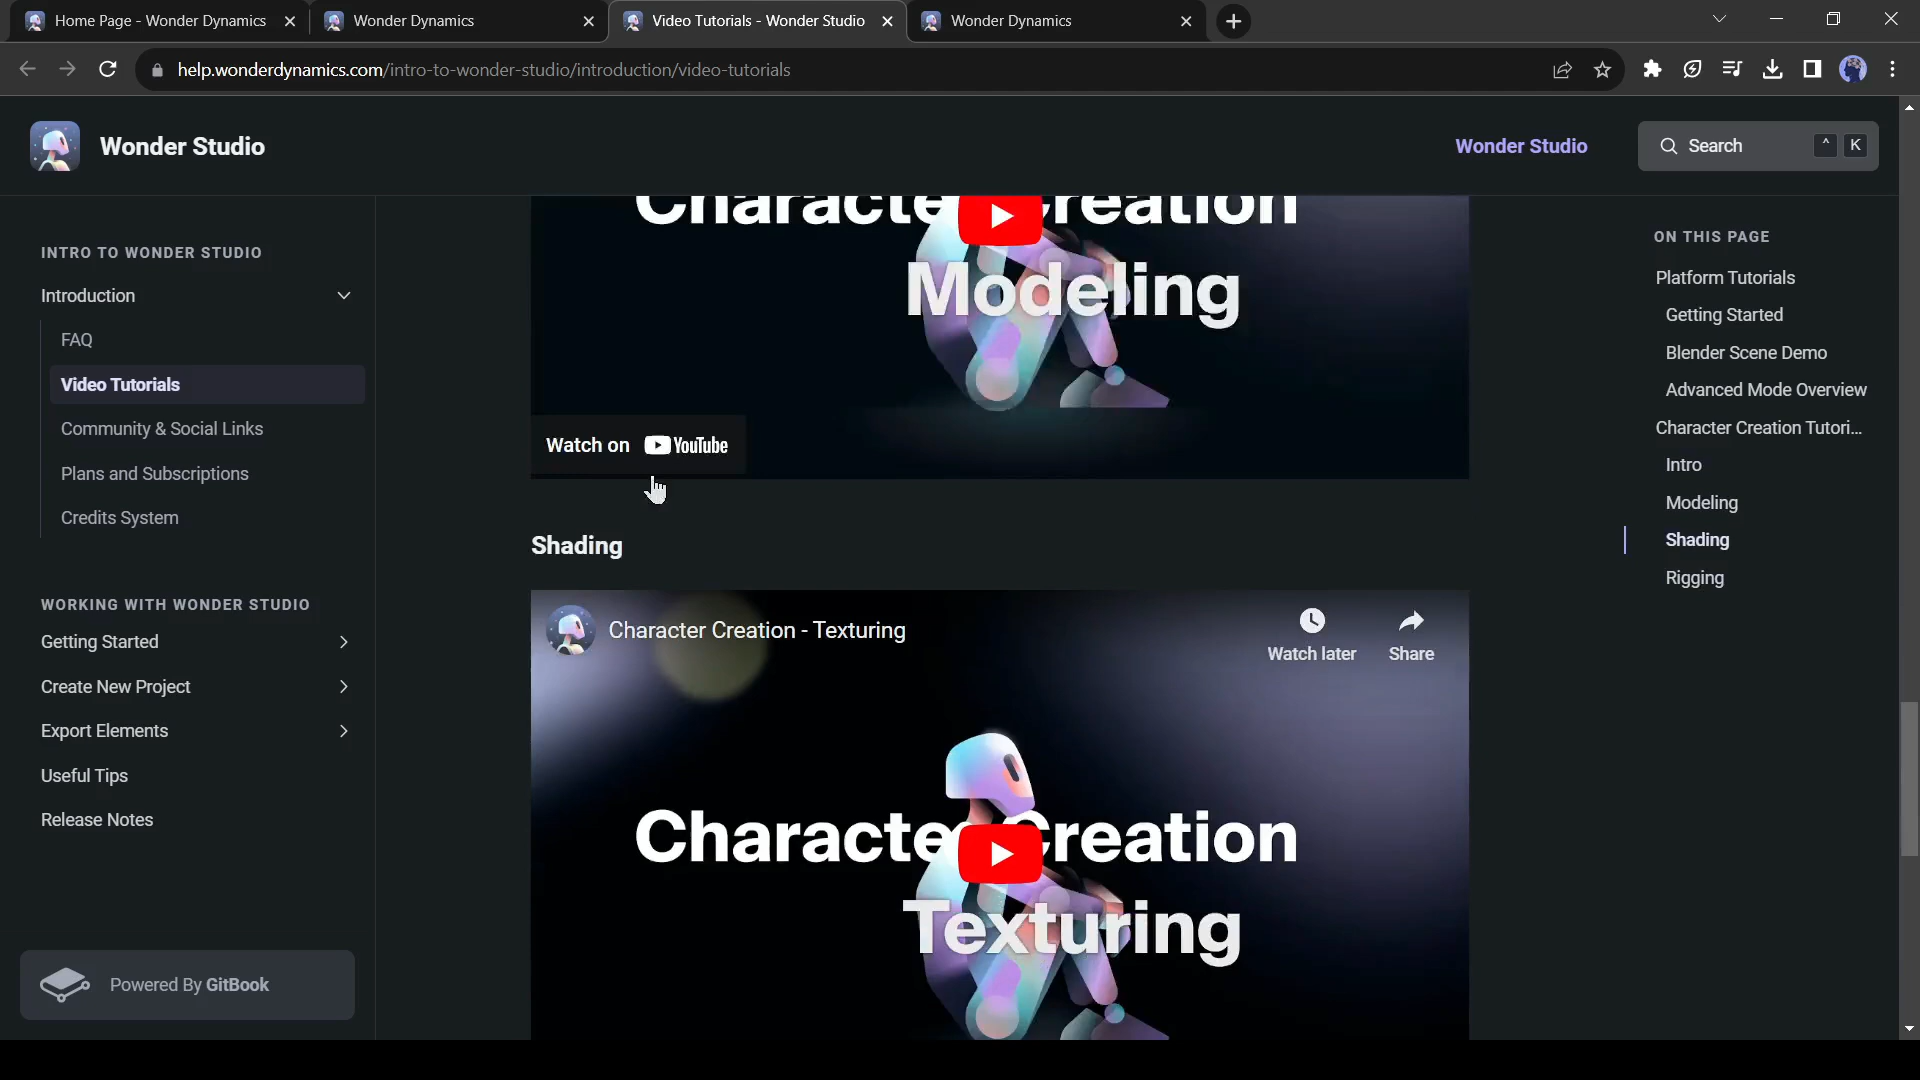 Home Page - Wonder Dynamics
Wonder Dynamics
Video Tutorials - Wonder Studio
Wonder Dynamics
help.wonderdynamics.com/intro-to-wonder-studio/introduction/video-tutorials
Wonder Studio
Wonder Studio
Search
^ K
INTRO TO WONDER STUDIO
Introduction
FAQ
Video Tutorials
Community & Social Links
Plans and Subscriptions
Credits System
WORKING WITH WONDER STUDIO
Getting Started
Create New Project
Export Elements
Useful Tips
Release Notes
Powered By GitBook
Character Creation
Modeling
Watch on YouTube
Shading
Character Creation - Texturing
Watch later
Share
Character Creation
Texturing
ON THIS PAGE
Platform Tutorials
Getting Started
Blender Scene Demo
Advanced Mode Overview
Character Creation Tutori...
Intro
Modeling
Shading
Rigging